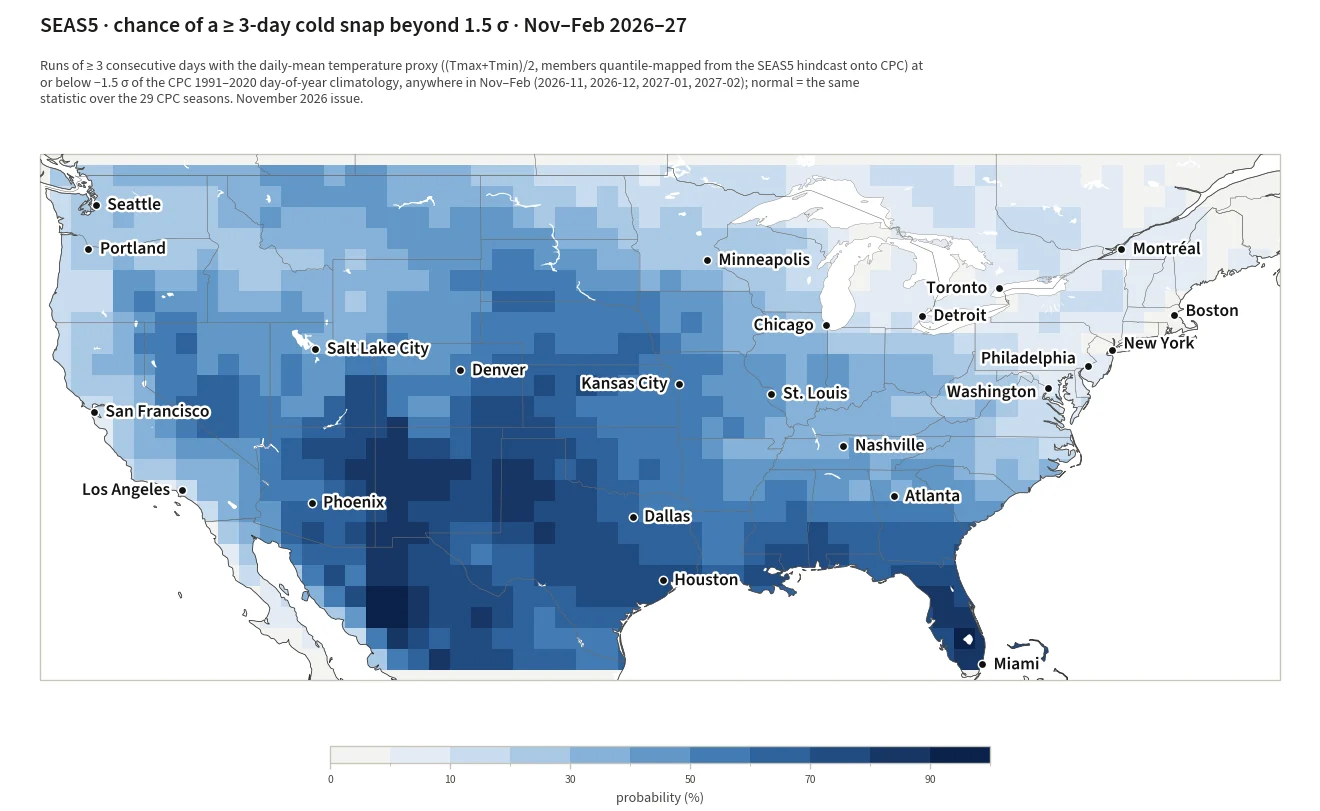 SEAS5 · chance of a ≥ 3-day cold snap beyond 1.5 σ · Nov–Feb 2026–27
Runs of ≥ 3 consecutive days with the daily-mean temperature proxy ((Tmax+Tmin)/2, members quantile-mapped from the SEAS5 hindcast onto CPC) at
or below −1.5 σ of the CPC 1991–2020 day-of-year climatology, anywhere in Nov–Feb (2026-11, 2026-12, 2027-01, 2027-02); normal = the same
statistic over the 29 CPC seasons. November 2026 issue.
Seattle
Portland
Minneapolis
Montréal
Toronto
Boston
Detroit
Chicago
New York
Salt Lake City
Philadelphia
Denver
Kansas City
St. Louis
Washington
San Francisco
Nashville
Los Angeles
Phoenix
Atlanta
Dallas
Houston
Miami
0 10 30 50 70 90
probability (%)